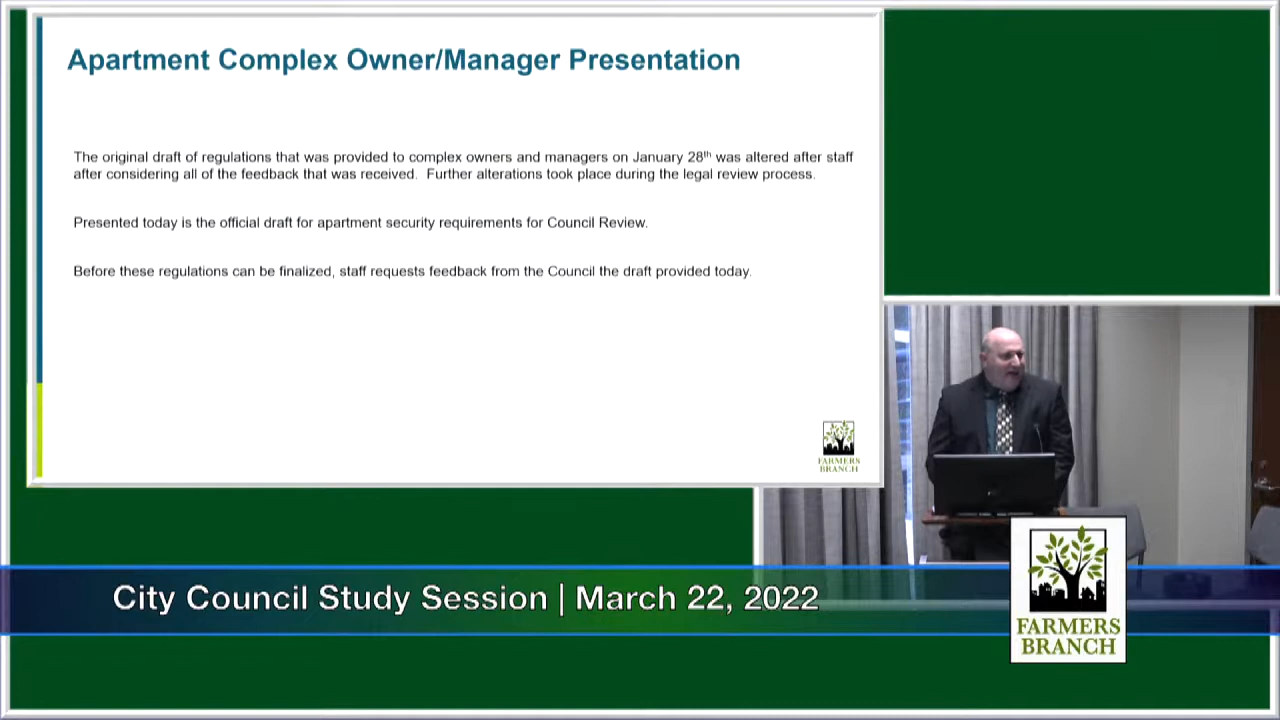 Apartment Complex Owner/Manager Presentation
The original draft of regulations that was provided to complex owners and managers on January 28th was altered after staff
after considering all of the feedback that was received.  Further alterations took place during the legal review process.
Presented today is the official draft for apartment security requirements for Council Review.
Before these regulations can be finalized, staff requests feedback from the Council the draft provided today.
FARMERS
BRANCH
City Council Study Session | March 22, 2022
FARMERS
BRANCH